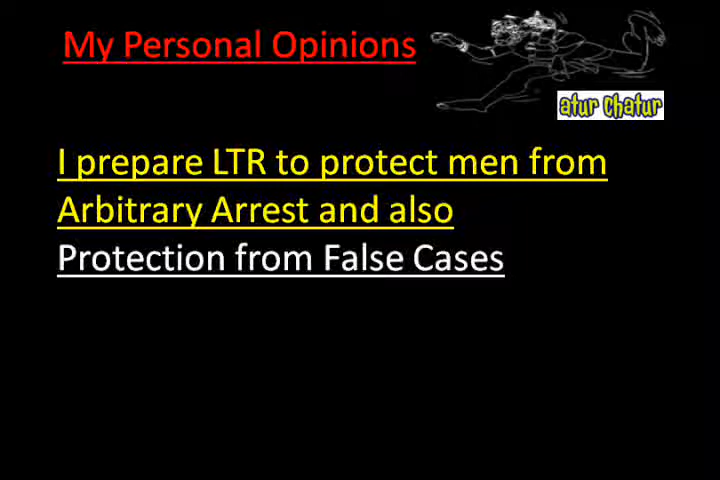 My Personal Opinions
atur chatur
I prepare LTR to protect men from
Arbitrary Arrest and also
Protection from False Cases